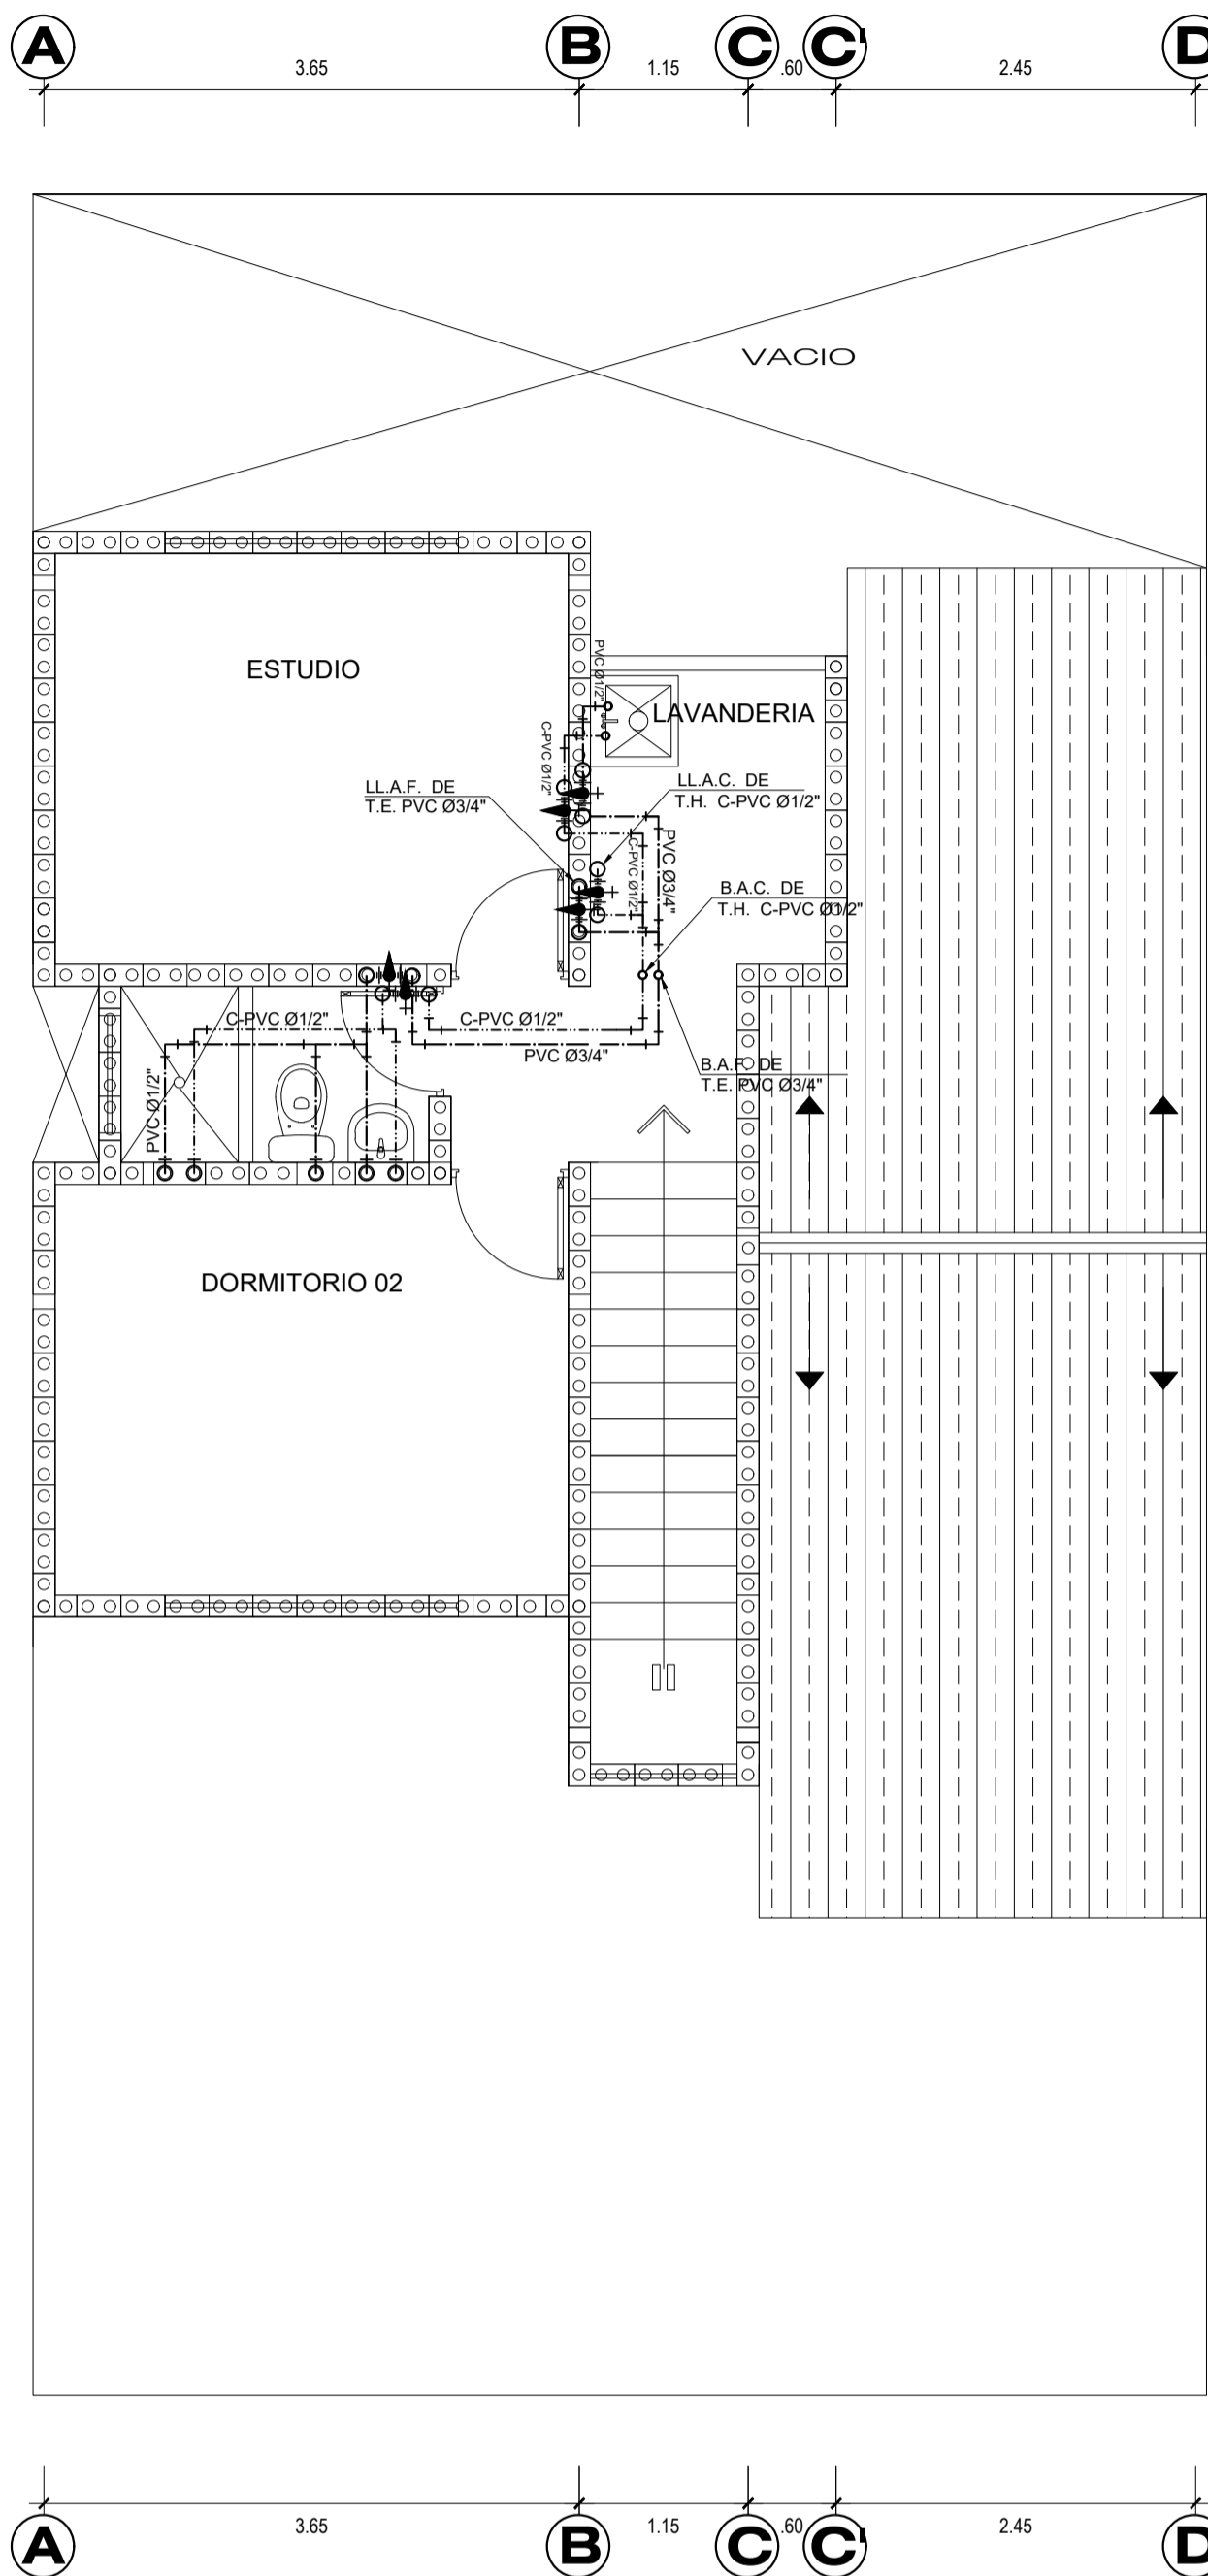 A B C C' D
3.65 1.15 .60 2.45
VACIO
ESTUDIO
PVC Ø1/2"
LAVANDERIA
C-PVC Ø1/2"
LL.A.F. DE
T.E. PVC Ø3/4"
LL.A.C. DE
T.H. C-PVC Ø1/2"
C-PVC Ø1/2"
PVC Ø3/4"
B.A.C. DE
T.H. C-PVC Ø1/2"
C-PVC Ø1/2"
C-PVC Ø1/2"
PVC Ø3/4"
B.A.F. DE
T.E. PVC Ø3/4"
PVC Ø1/2"
DORMITORIO 02
3.65 1.15 .60 2.45
A B C C' D